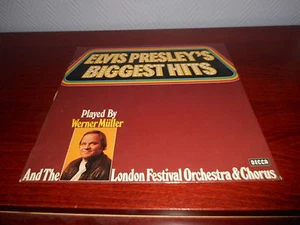 ELVIS PRESLEY'S
BIGGEST HITS
Played By
Werner Müller
DECCA
And The London Festival Orchestra & Chorus